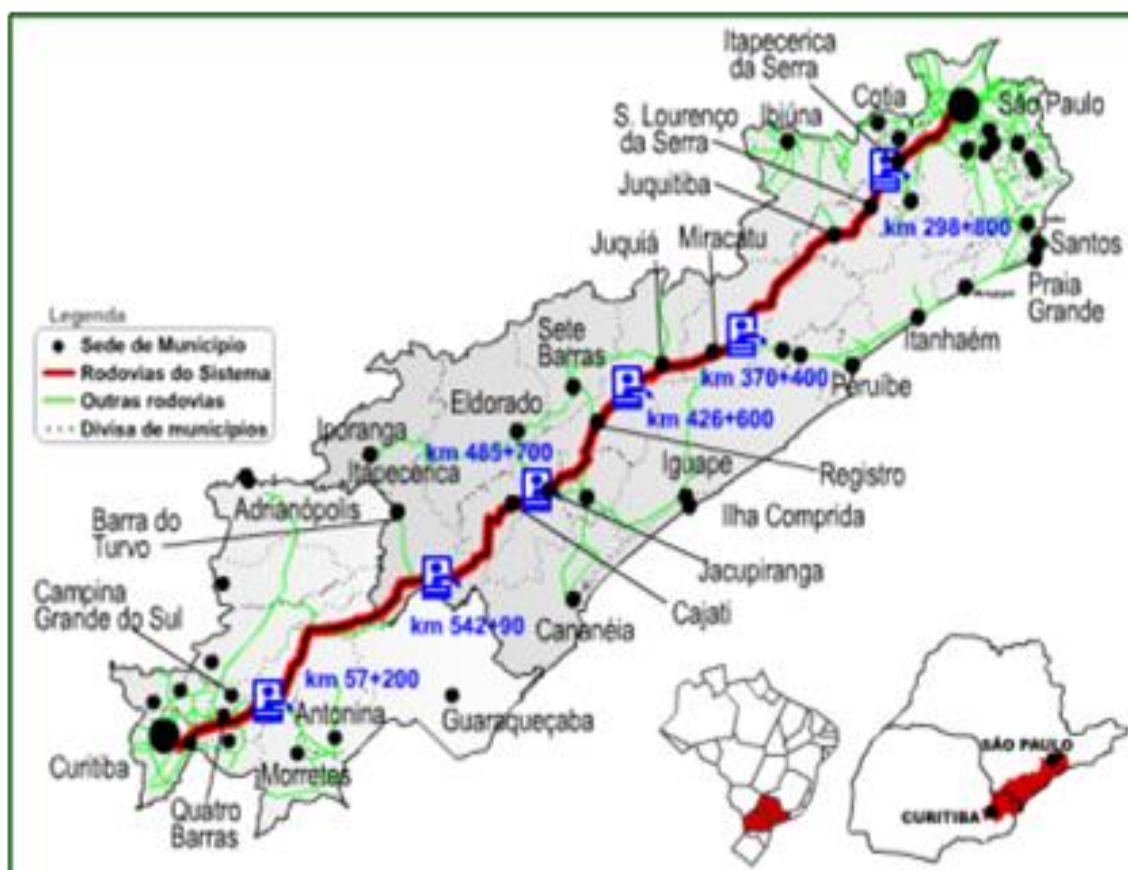 Itapecerica
da Serra
Cotia
São Paulo
S. Lourenço
da Serra
Ibiúna
Juquitiba
.km 298+800
Juquiá
Miracatu
Santos
Praia
Grande
Legenda
Sede de Município
Rodovias do Sistema
Outras rodovias
Divisa de municípios
Sete
Barras
Itanhaém
km 370+400
Peruíbe
Eldorado
km 426+600
Iporanga
km 485+700
Itapecerica
Iguape
Registro
Adrianópolis
Ilha Comprida
Barra do
Turvo
Jacupiranga
Campina
Grande do Sul
Cajati
km 542+90
Cananéia
km 57+200
Antonina
Guaraqueçaba
Curitiba
Morretes
Quatro
Barras
SÃO PAULO
CURITIBA